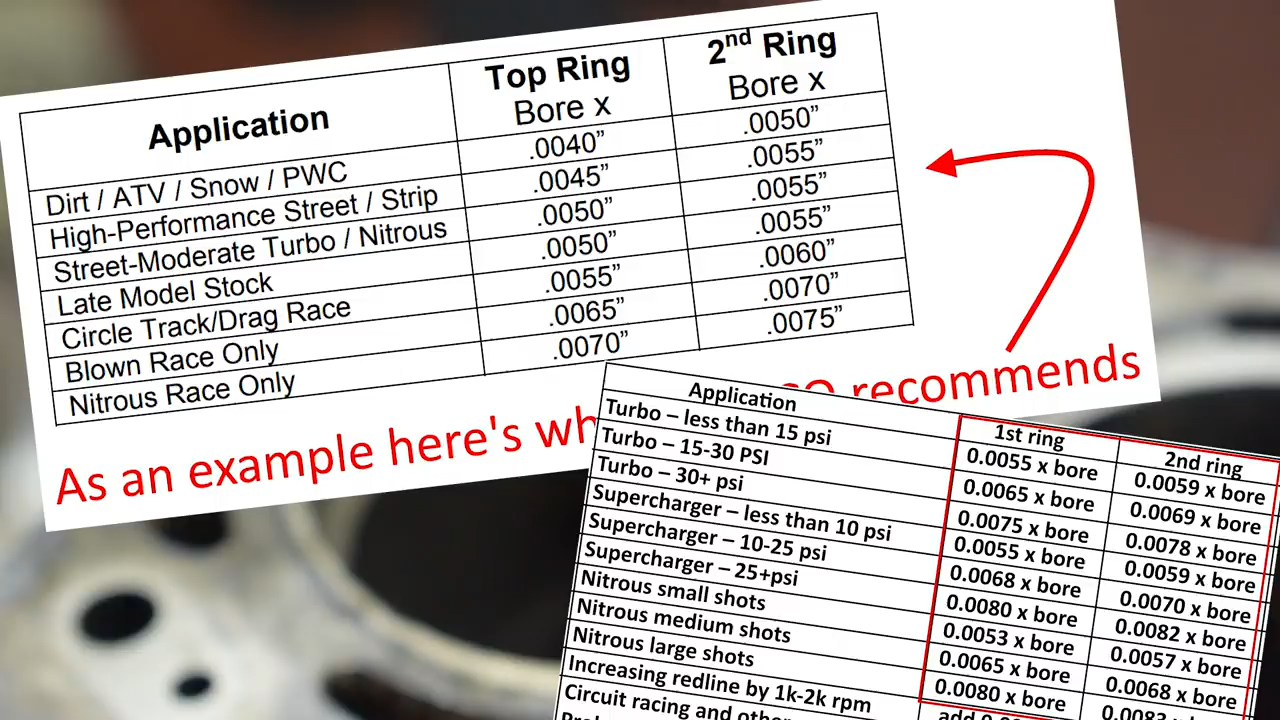 Application Top Ring Bore x 2nd Ring Bore x
Dirt / ATV / Snow / PWC .0040” .0050”
High-Performance Street / Strip .0045” .0055”
Street-Moderate Turbo / Nitrous .0050” .0055”
Late Model Stock .0050” .0055”
Circle Track/Drag Race .0055” .0060”
Blown Race Only .0065” .0070”
Nitrous Race Only .0070” .0075”
As an example here's recommends
Application 1st ring 2nd ring
Turbo – less than 15 psi 0.0055 x bore 0.0059 x bore
Turbo – 15-30 PSI 0.0065 x bore 0.0069 x bore
Turbo – 30+ psi 0.0075 x bore 0.0078 x bore
Supercharger – less than 10 psi 0.0055 x bore 0.0059 x bore
Supercharger – 10-25 psi 0.0068 x bore 0.0070 x bore
Supercharger – 25+psi 0.0080 x bore 0.0082 x bore
Nitrous small shots 0.0053 x bore 0.0057 x bore
Nitrous medium shots 0.0065 x bore 0.0068 x bore
Nitrous large shots 0.0080 x bore
Increasing redline by 1k-2k rpm add
Circuit racing and other